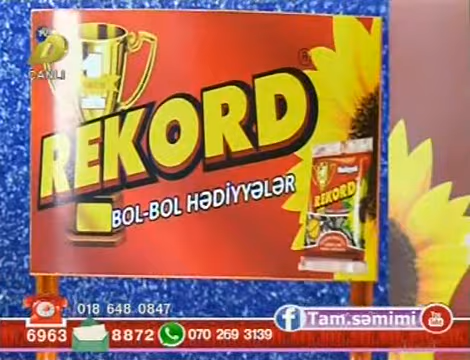 CANLI
®
REKORD
BOL-BOL HƏDİYYƏLƏR
REKORD
018 648 0847
f Tam.səmimi
6963 8872 070 269 3139